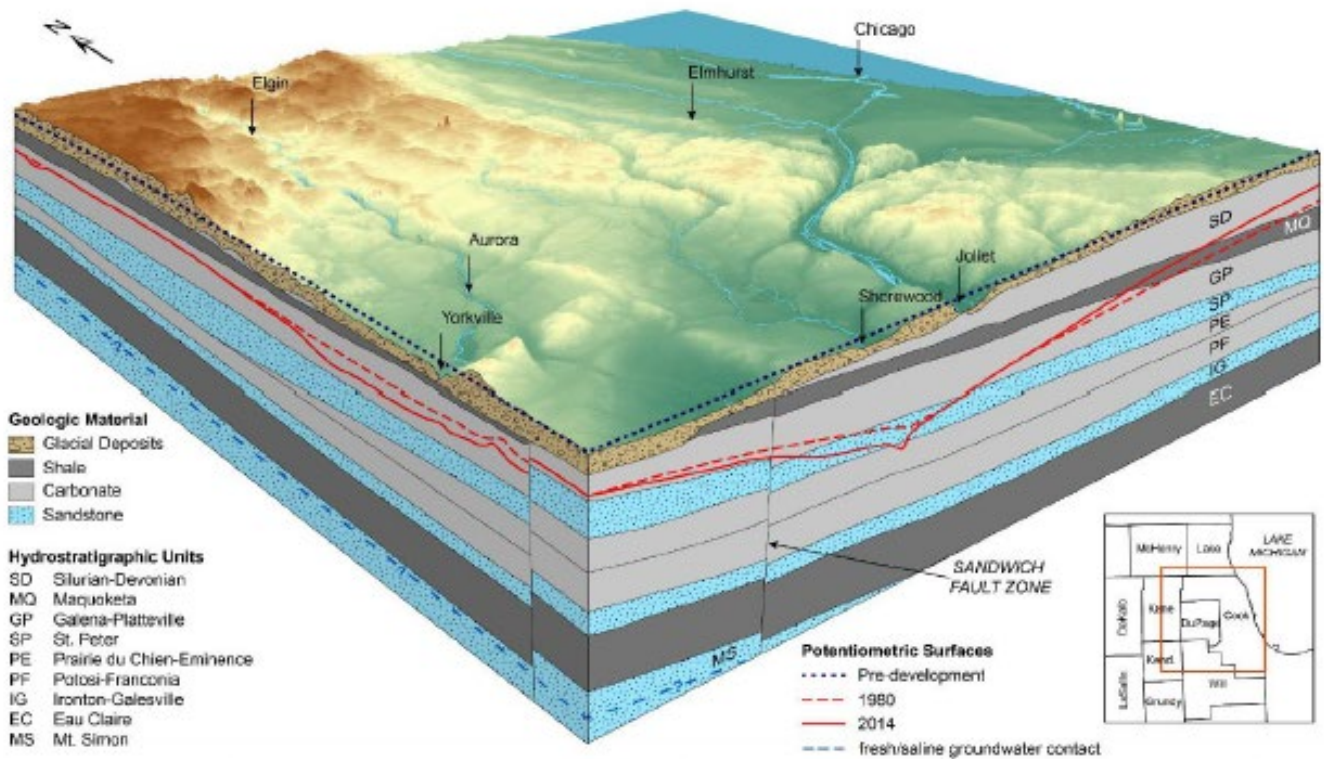 N
Chicago
Elmhurst
Elgin
Aurora
Yorkville
Joliet
Shorewood
SD
MQ
GP
SP
PE
PF
IG
EC
MS
SANDWICH
FAULT ZONE
Geologic Material
Glacial Deposits
Shale
Carbonate
Sandstone
Hydrostratigraphic Units
SD Silurian-Devonian
MQ Maquoketa
GP Galena-Platteville
SP St. Peter
PE Prairie du Chien-Eminence
PF Potosi-Franconia
IG Ironton-Galesville
EC Eau Claire
MS Mt. Simon
Potentiometric Surfaces
Pre-development
1980
2014
fresh/saline groundwater contact
McHenry
Lake
LAKE
MICHIGAN
DeKalb
Kane
DuPage
Cook
Kend.
Will
LaSalle
Grundy